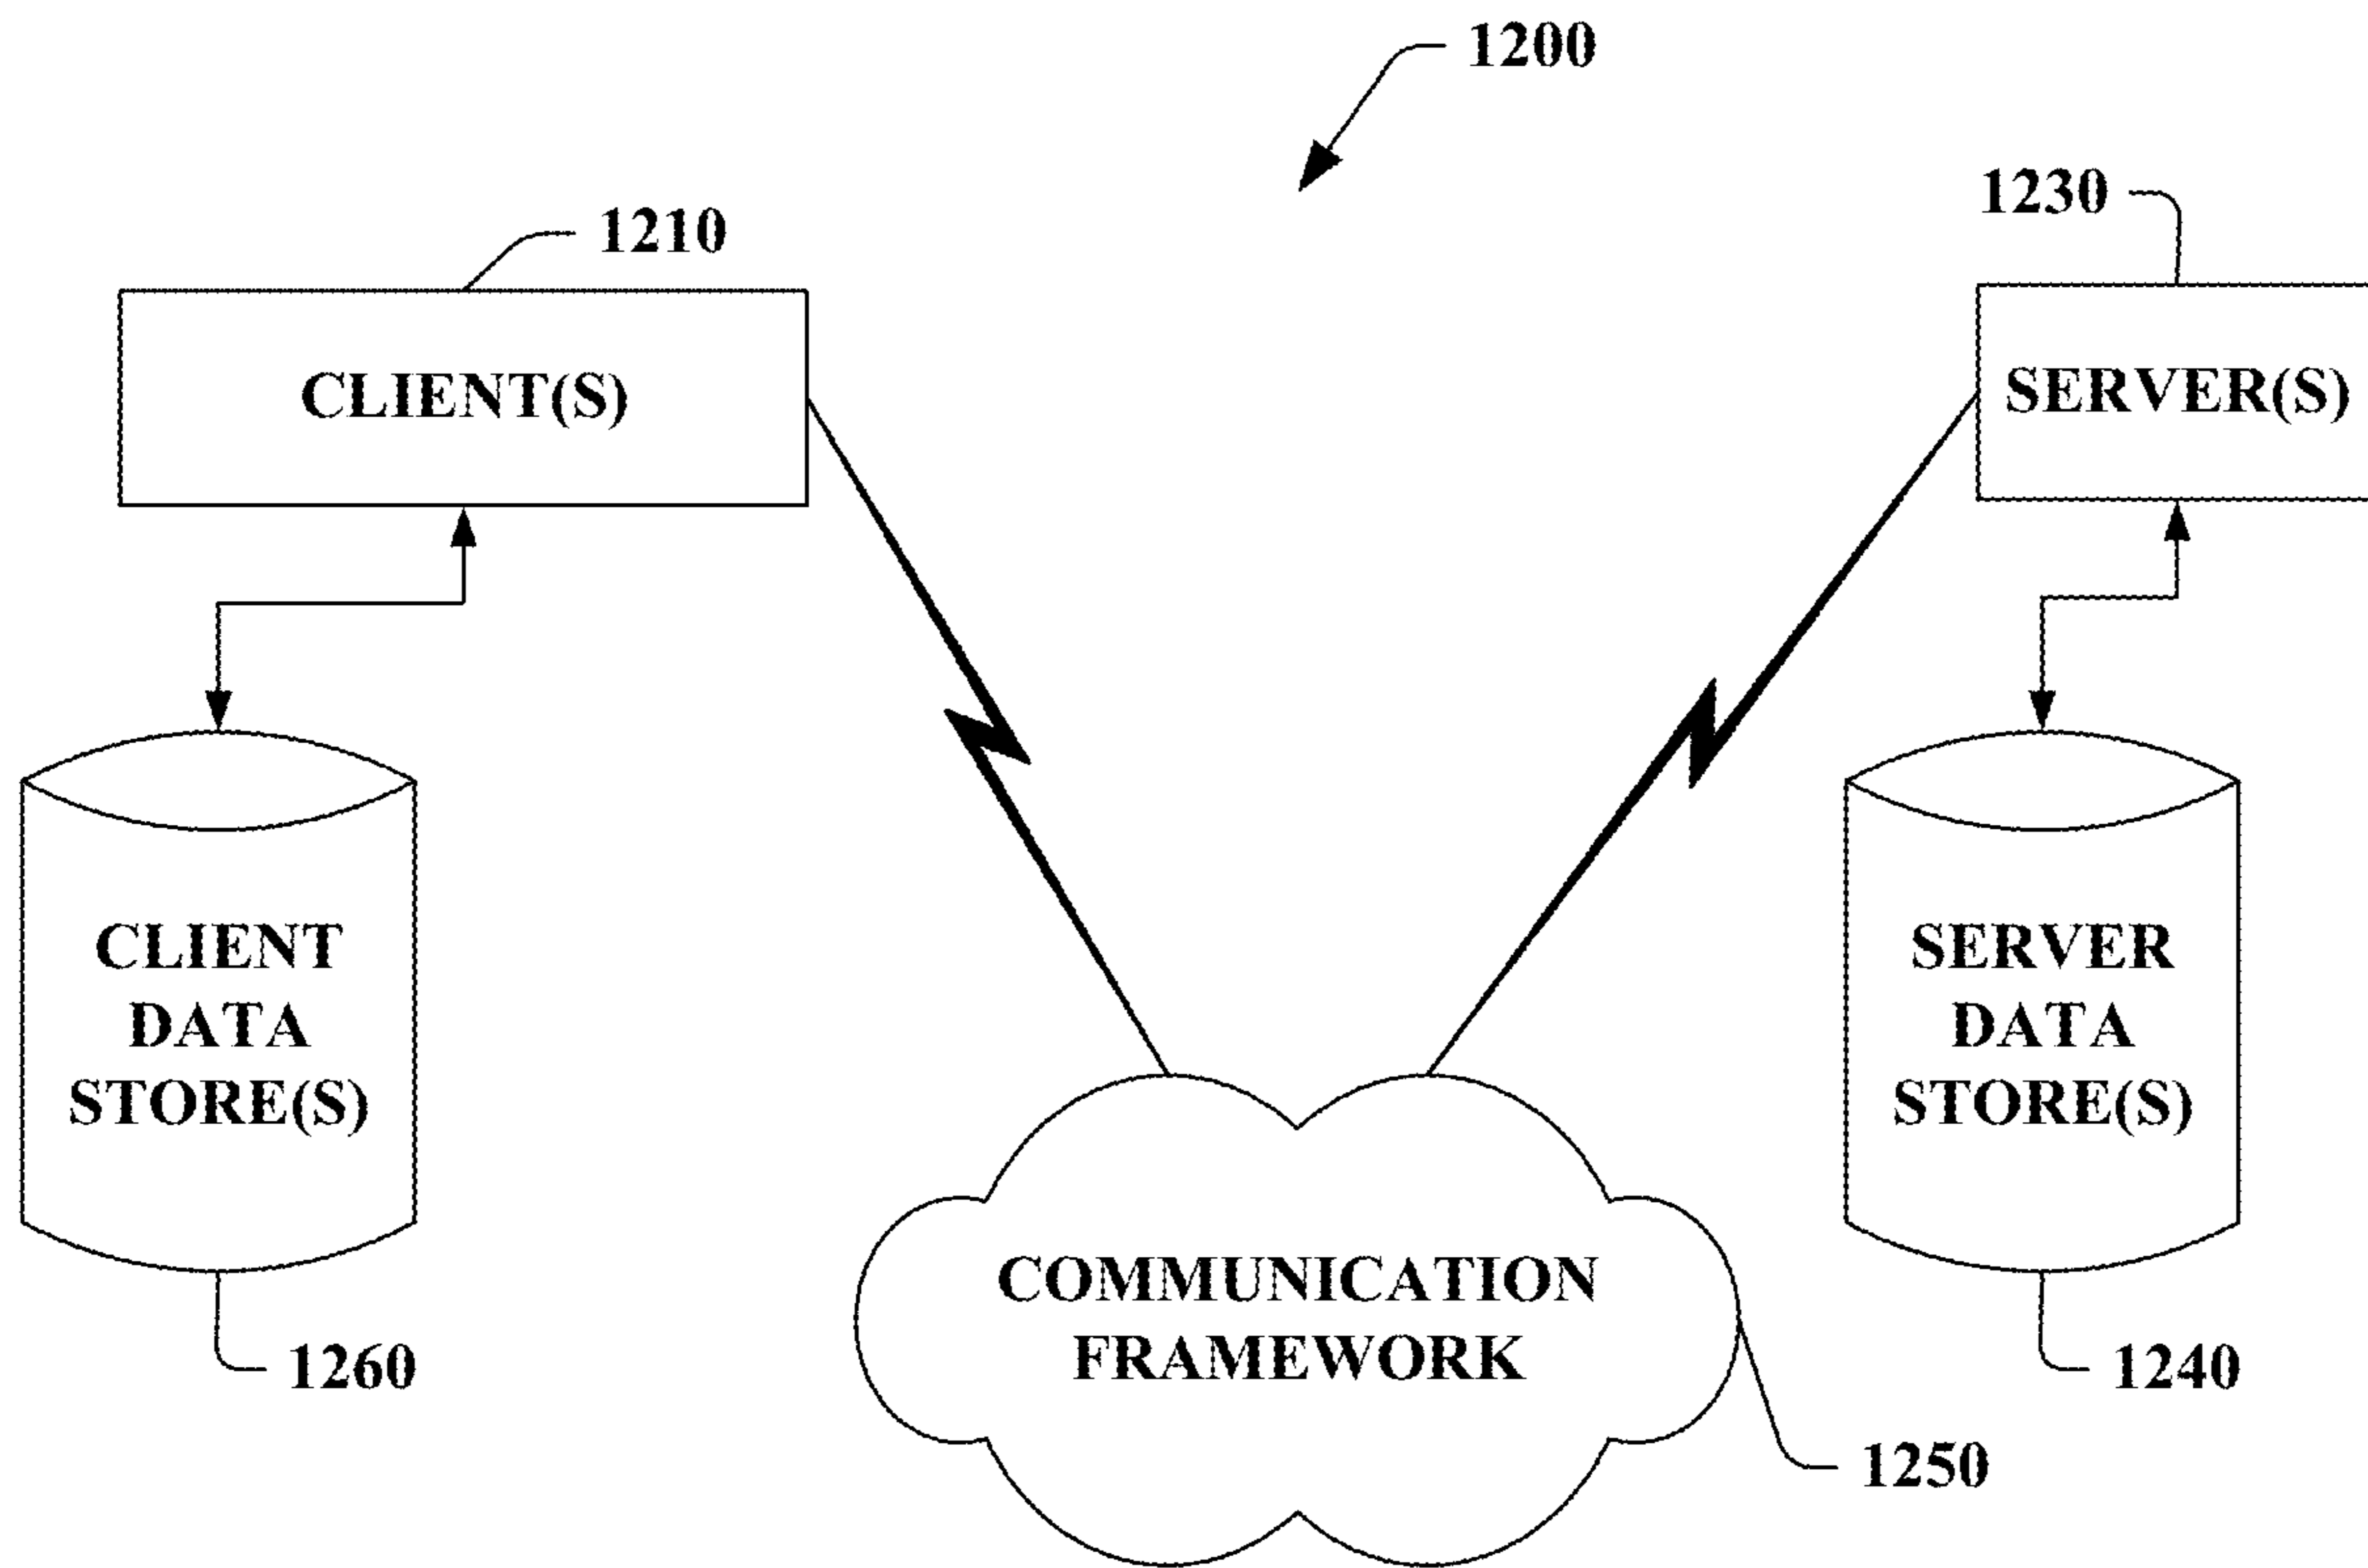 1200
1230
1210
CLIENT(S)
SERVER(S)
CLIENT
DATA
STORE(S)
SERVER
DATA
STORE(S)
COMMUNICATION
FRAMEWORK
1260
1240
1250